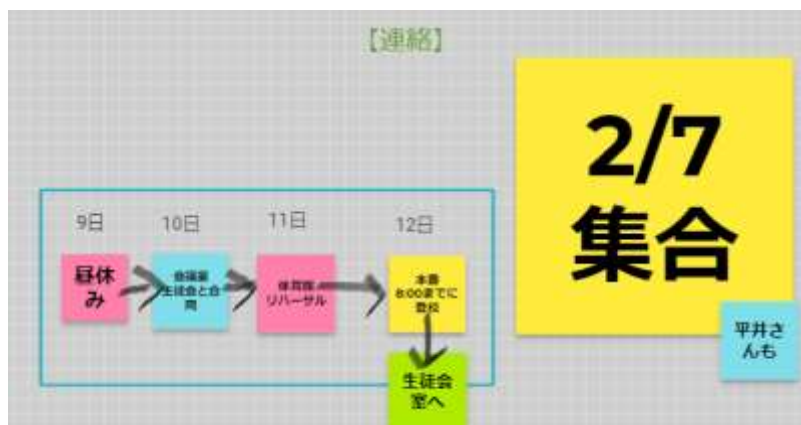 【連絡】
2/7
集合
平井さ
んも
9日
10日
11日
12日
昼休
み
会議室
生徒会と合
同
体育館
リハーサル
本番
8:00までに
登校
生徒会
室へ